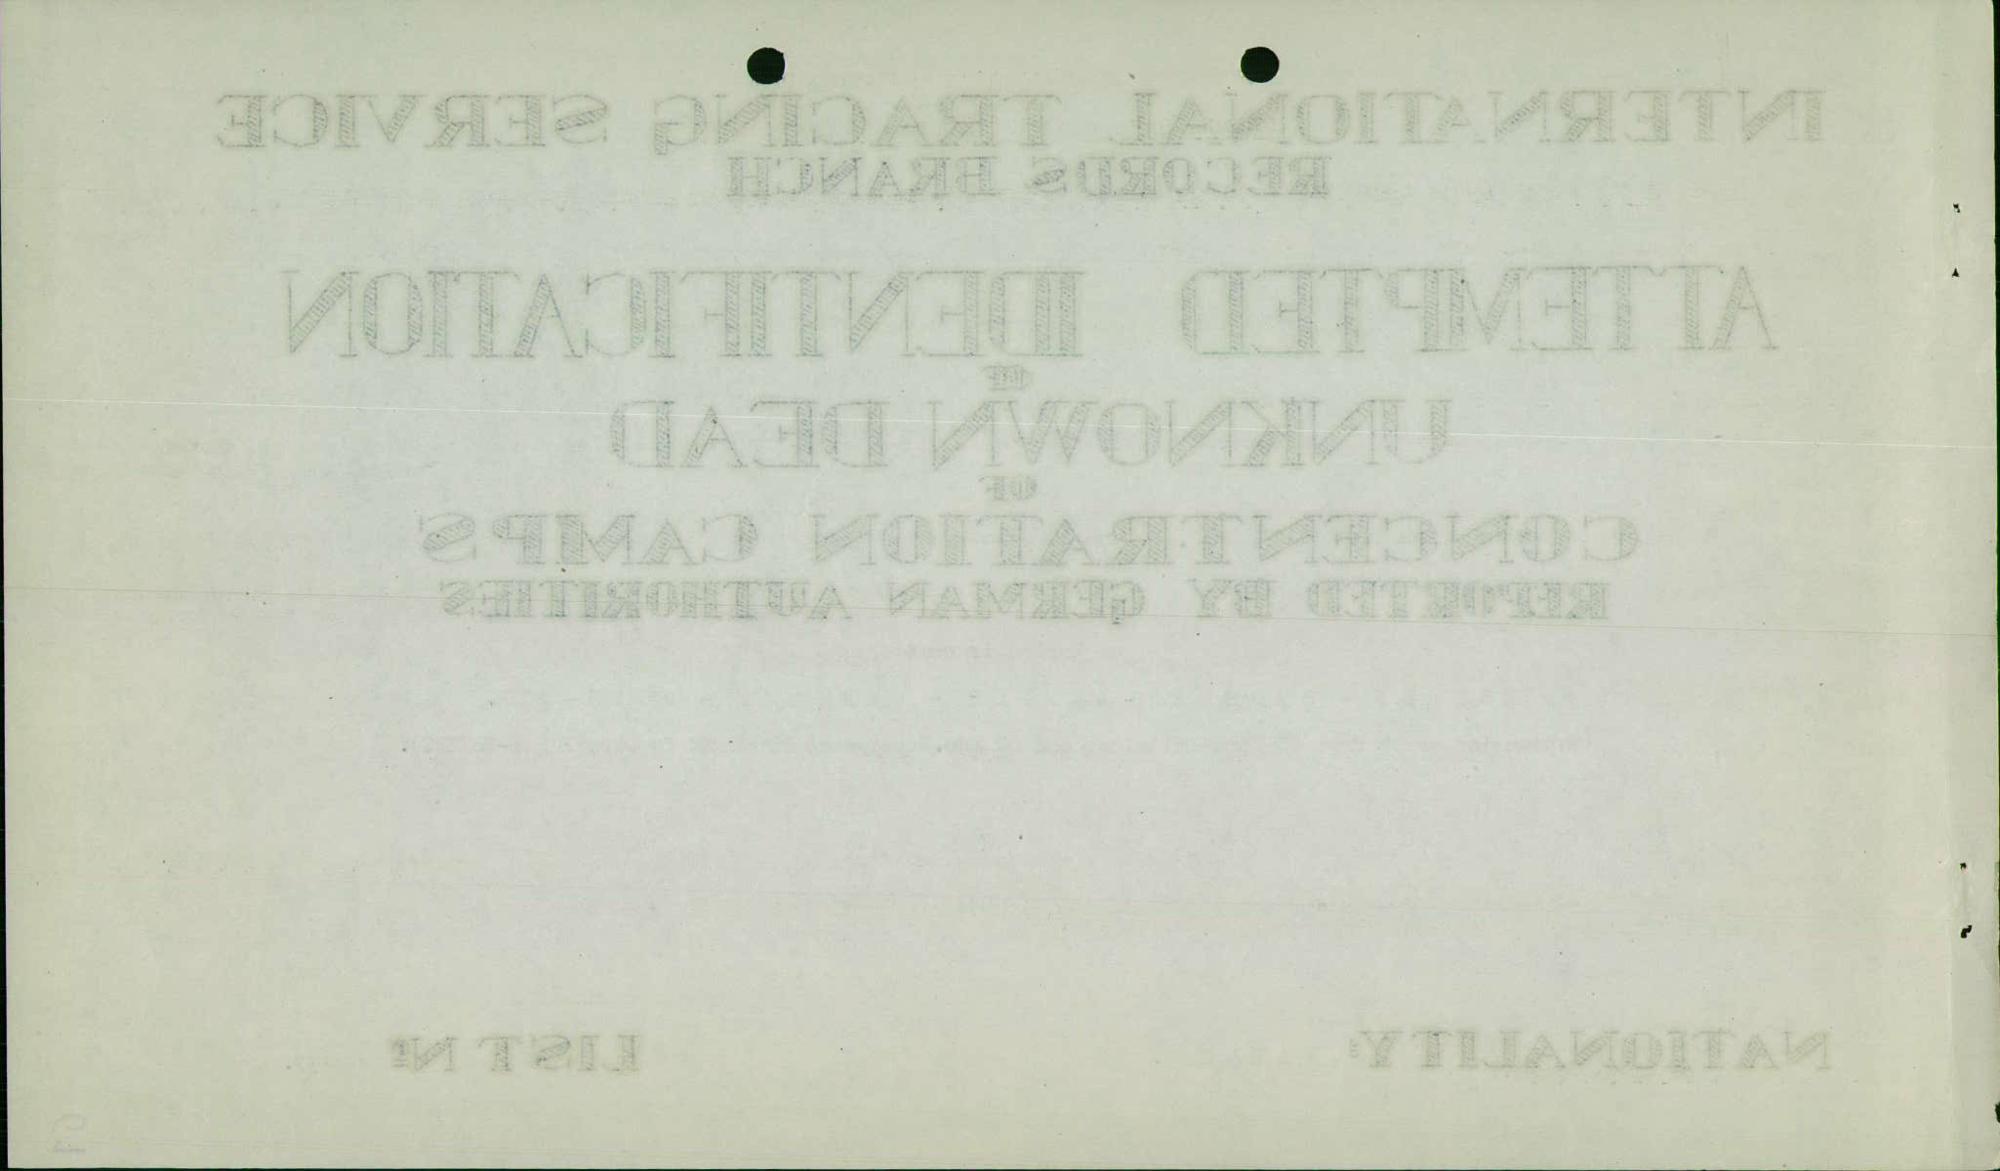 INTERNATIONAL TRACING SERVICE
RECORDS BRANCH
ATTEMPTED IDENTIFICATION
OF
UNKNOWN DEAD
OF
CONCENTRATION CAMPS
REPORTED BY GERMAN AUTHORITIES
NATIONALITY: LIST Nº